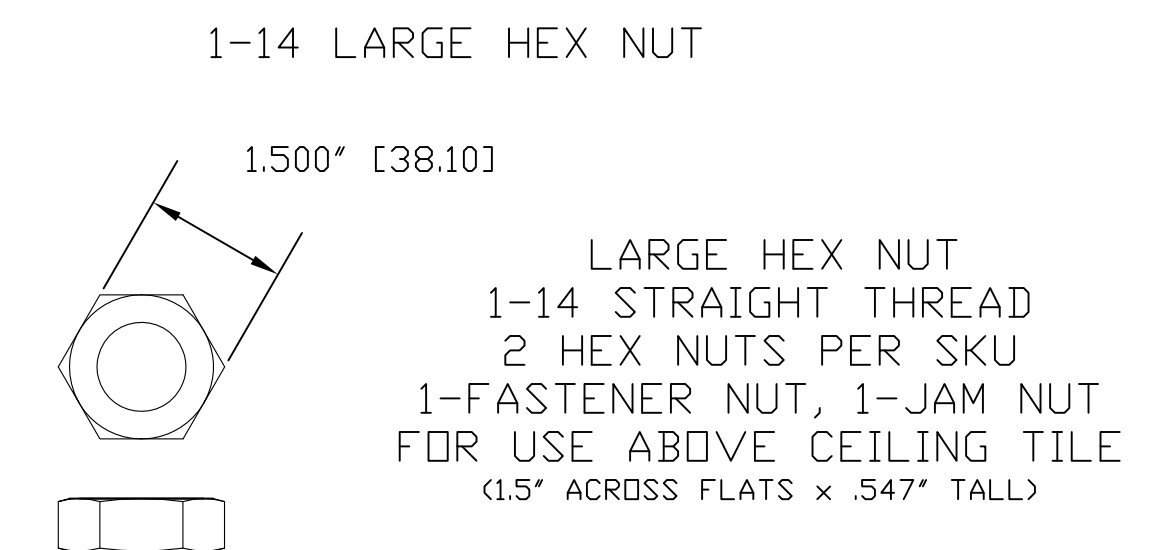 1-14 LARGE HEX NUT
1.500" [38.10]
LARGE HEX NUT
1-14 STRAIGHT THREAD
2 HEX NUTS PER SKU
1-FASTENER NUT, 1-JAM NUT
FOR USE ABOVE CEILING TILE
(1.5" ACROSS FLATS x .547" TALL)